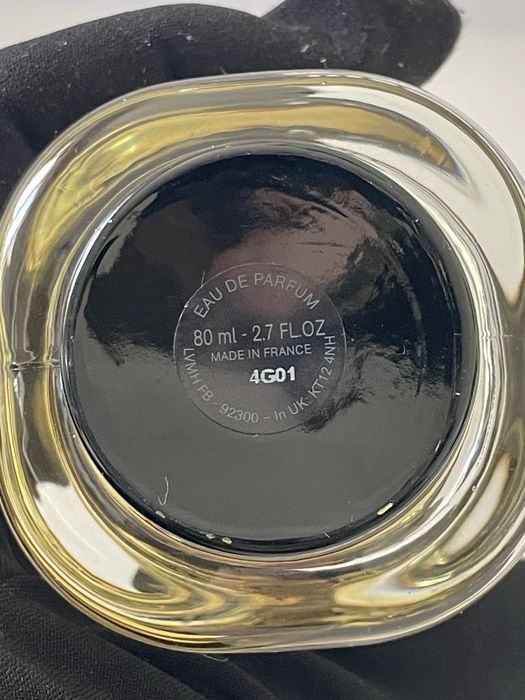 EAU DE PARFUM
80 ml - 2.7 FL.OZ
MADE IN FRANCE
4G01
LVMH FB - 92300 - In UK: KT12 4NH